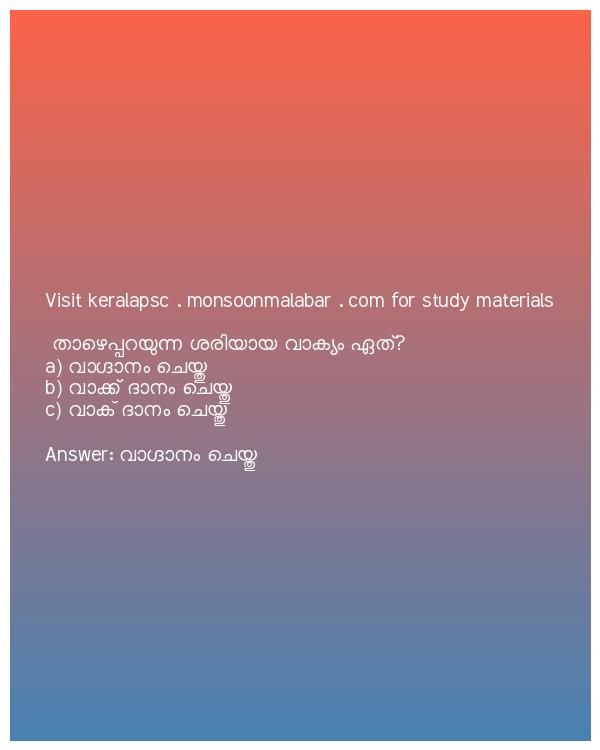 Visit keralapsc . monsoonmalabar . com for study materials
താഴെപ്പറയുന്ന ശരിയായ വാക്യം ഏത്?
a) വാഗ്ദാനം ചെയ്തു
b) വാക്ക് ദാനം ചെയ്തു
c) വാക് ദാനം ചെയ്തു
Answer: വാഗ്ദാനം ചെയ്തു